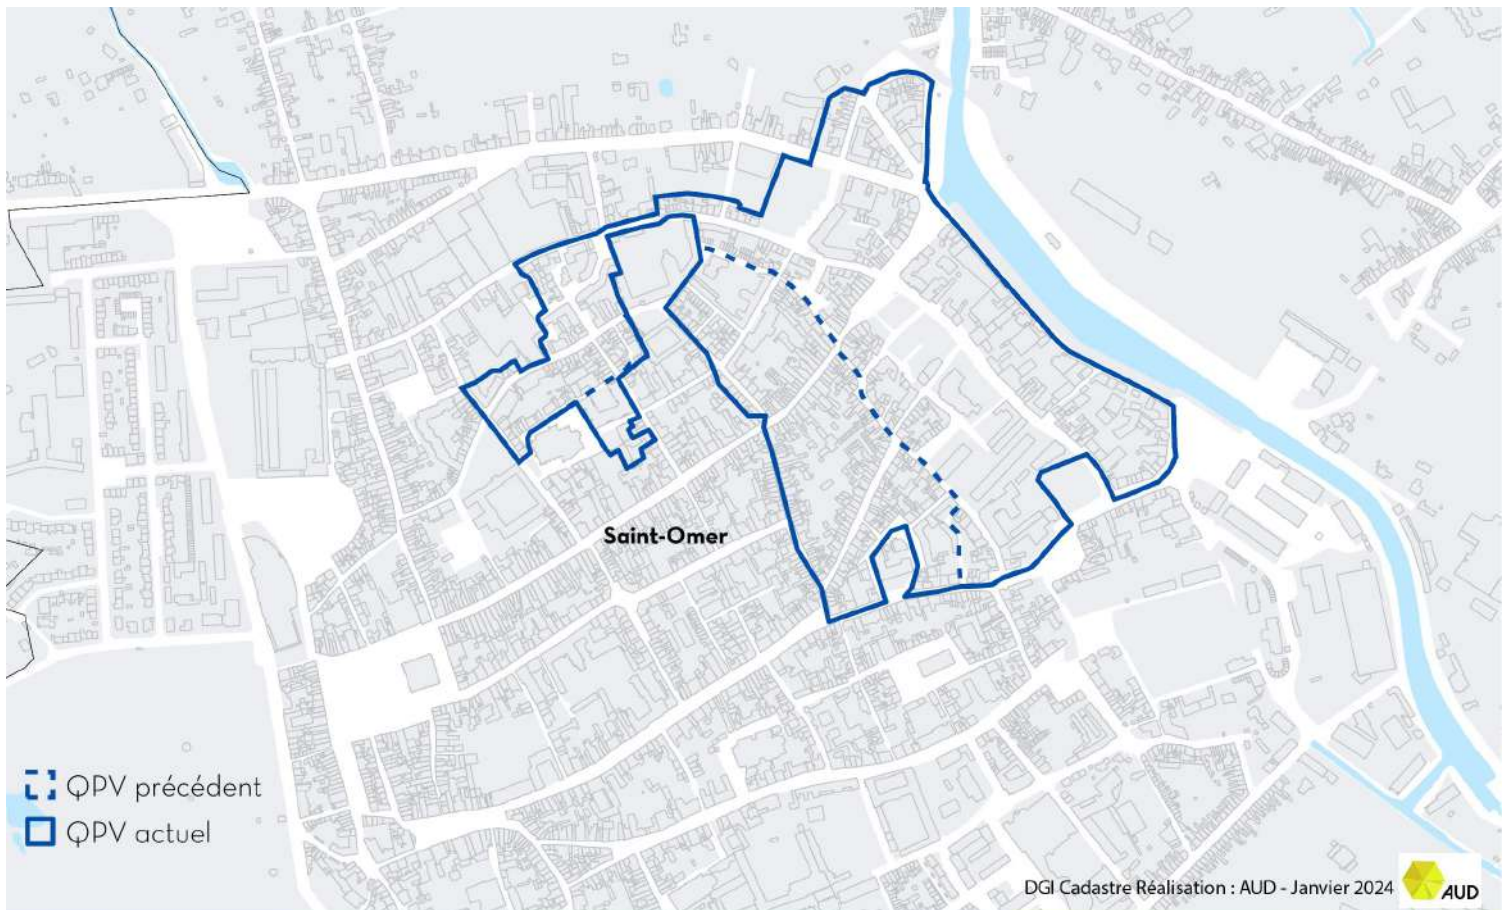 Saint-Omer
QPV précédent
QPV actuel
DGI Cadastre Réalisation : AUD - Janvier 2024
AUD